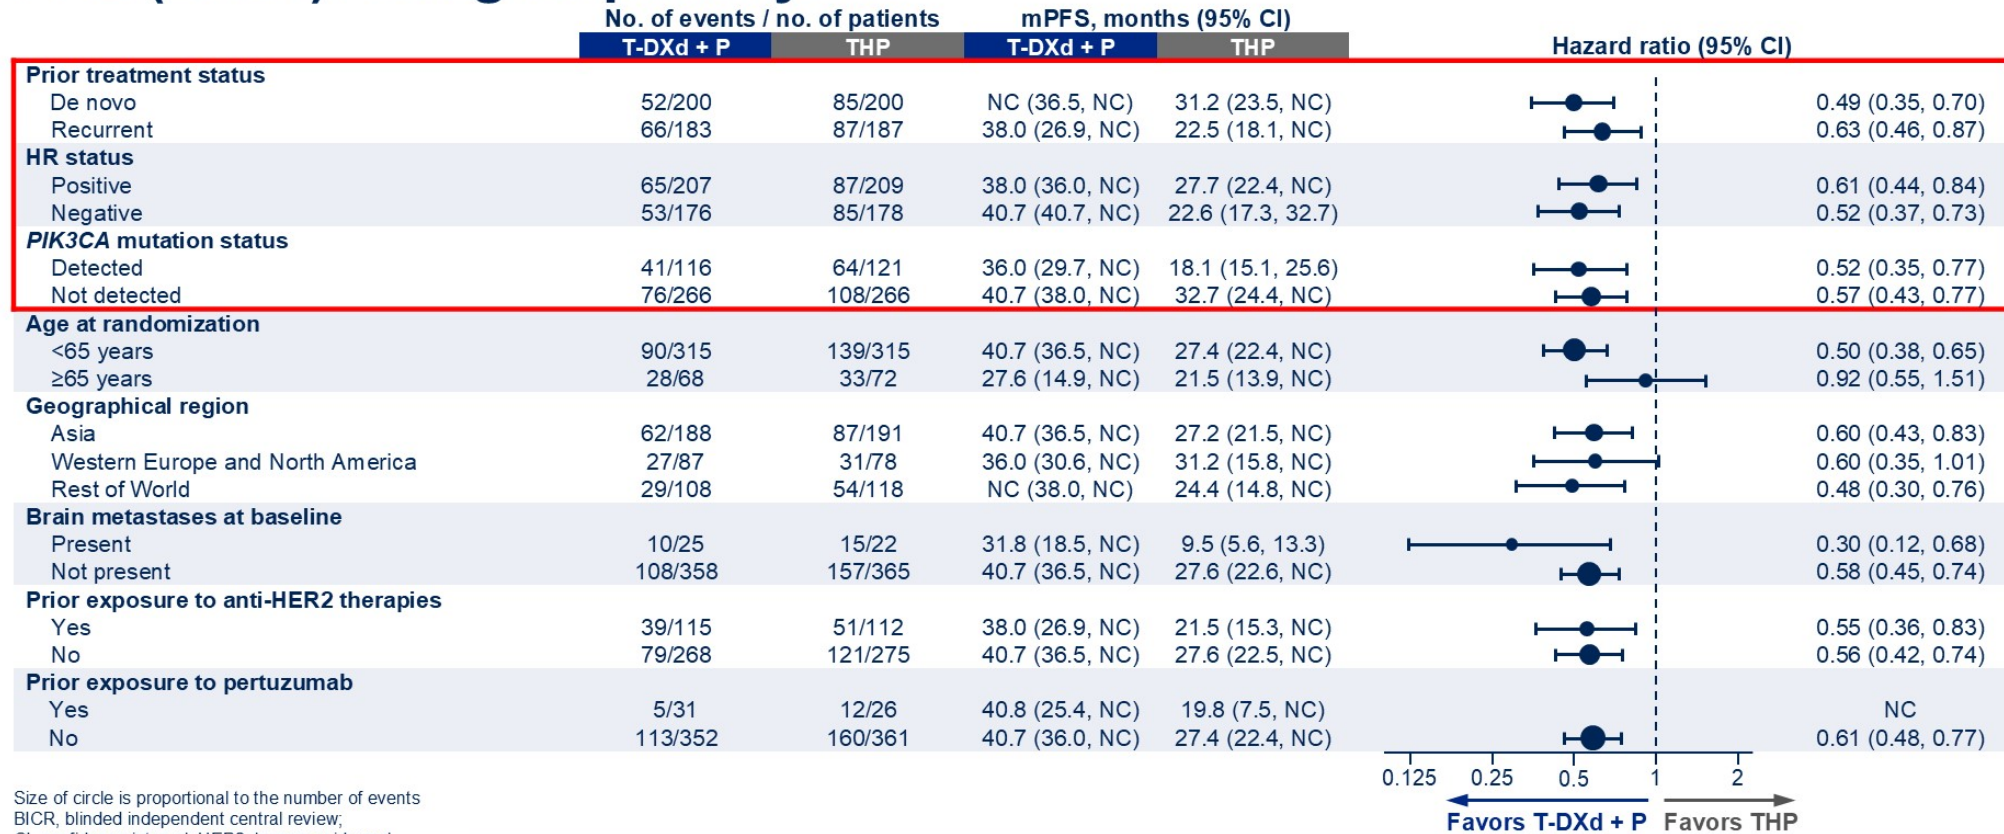 No. of events / no. of patients mPFS, months (95% CI)
T-DXd + P THP T-DXd + P THP Hazard ratio (95% CI)
Prior treatment status
De novo 52/200 85/200 NC (36.5, NC) 31.2 (23.5, NC) 0.49 (0.35, 0.70)
Recurrent 66/183 87/187 38.0 (26.9, NC) 22.5 (18.1, NC) 0.63 (0.46, 0.87)
HR status
Positive 65/207 87/209 38.0 (36.0, NC) 27.7 (22.4, NC) 0.61 (0.44, 0.84)
Negative 53/176 85/178 40.7 (40.7, NC) 22.6 (17.3, 32.7) 0.52 (0.37, 0.73)
PIK3CA mutation status
Detected 41/116 64/121 36.0 (29.7, NC) 18.1 (15.1, 25.6) 0.52 (0.35, 0.77)
Not detected 76/266 108/266 40.7 (38.0, NC) 32.7 (24.4, NC) 0.57 (0.43, 0.77)
Age at randomization
<65 years 90/315 139/315 40.7 (36.5, NC) 27.4 (22.4, NC) 0.50 (0.38, 0.65)
≥65 years 28/68 33/72 27.6 (14.9, NC) 21.5 (13.9, NC) 0.92 (0.55, 1.51)
Geographical region
Asia 62/188 87/191 40.7 (36.5, NC) 27.2 (21.5, NC) 0.60 (0.43, 0.83)
Western Europe and North America 27/87 31/78 36.0 (30.6, NC) 31.2 (15.8, NC) 0.60 (0.35, 1.01)
Rest of World 29/108 54/118 NC (38.0, NC) 24.4 (14.8, NC) 0.48 (0.30, 0.76)
Brain metastases at baseline
Present 10/25 15/22 31.8 (18.5, NC) 9.5 (5.6, 13.3) 0.30 (0.12, 0.68)
Not present 108/358 157/365 40.7 (36.5, NC) 27.6 (22.6, NC) 0.58 (0.45, 0.74)
Prior exposure to anti-HER2 therapies
Yes 39/115 51/112 38.0 (26.9, NC) 21.5 (15.3, NC) 0.55 (0.36, 0.83)
No 79/268 121/275 40.7 (36.5, NC) 27.6 (22.5, NC) 0.56 (0.42, 0.74)
Prior exposure to pertuzumab
Yes 5/31 12/26 40.8 (25.4, NC) 19.8 (7.5, NC) NC
No 113/352 160/361 40.7 (36.0, NC) 27.4 (22.4, NC) 0.61 (0.48, 0.77)
0.125 0.25 0.5 1 2
Favors T-DXd + P Favors THP
Size of circle is proportional to the number of events
BICR, blinded independent central review;